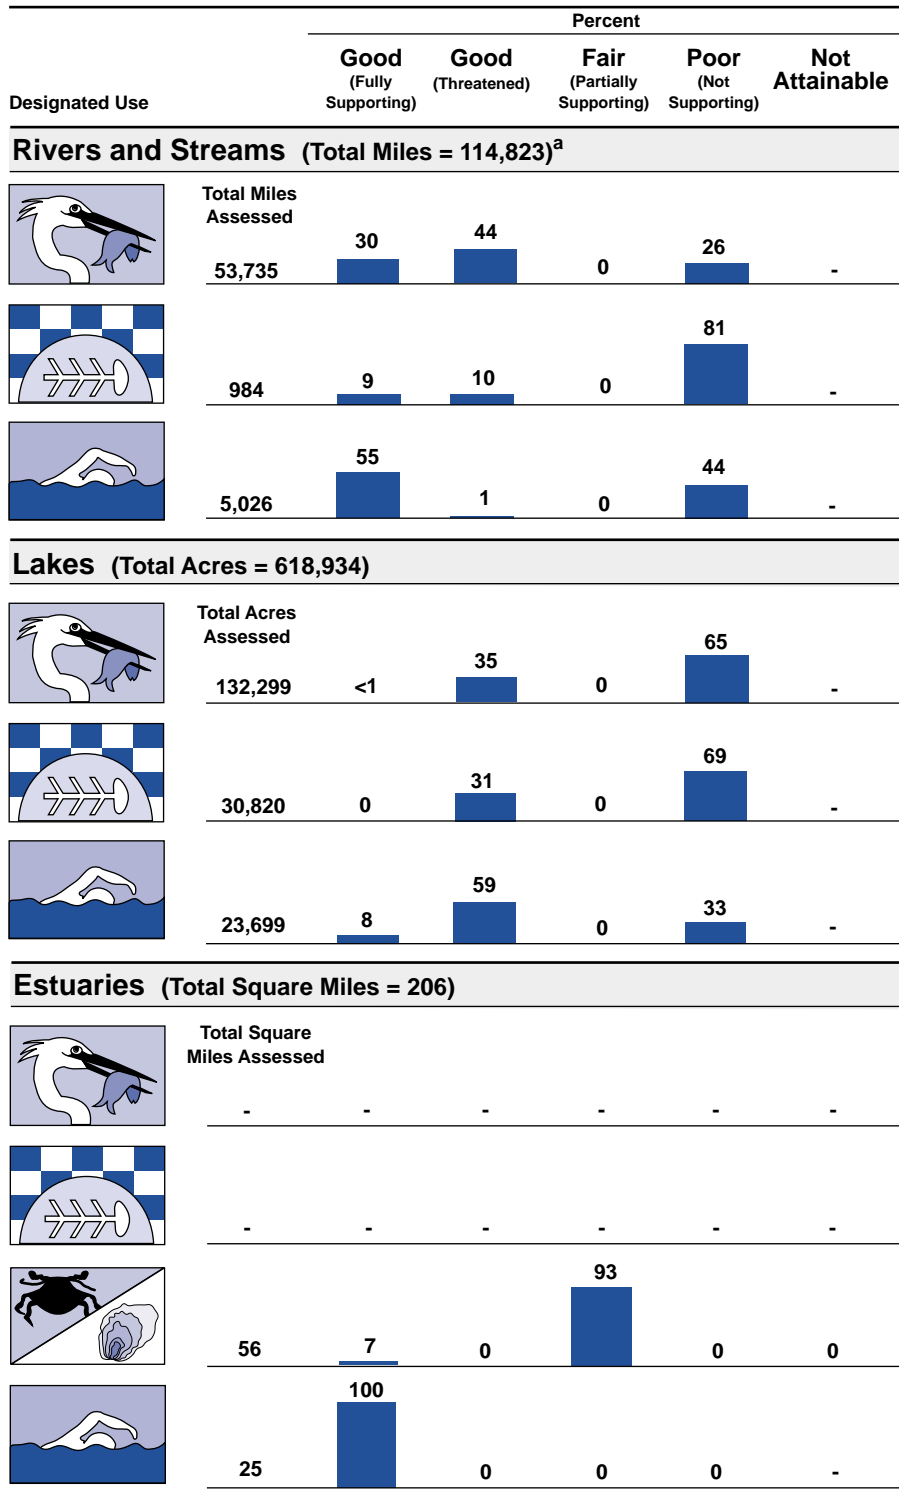 Percent
Designated Use
Good
(Fully
Supporting)
Good
(Threatened)
Fair
(Partially
Supporting)
Poor
(Not
Supporting)
Not
Attainable
Rivers and Streams (Total Miles = 114,823)a
Total Miles
Assessed
53,735 30 44 0 26 -
984 9 10 0 81 -
5,026 55 1 0 44 -
Lakes (Total Acres = 618,934)
Total Acres
Assessed
132,299 <1 35 0 65 -
30,820 0 31 0 69 -
23,699 8 59 0 33 -
Estuaries (Total Square Miles = 206)
Total Square
Miles Assessed
- - - - - -
- - - - - -
56 7 0 93 0 0
25 100 0 0 0 -